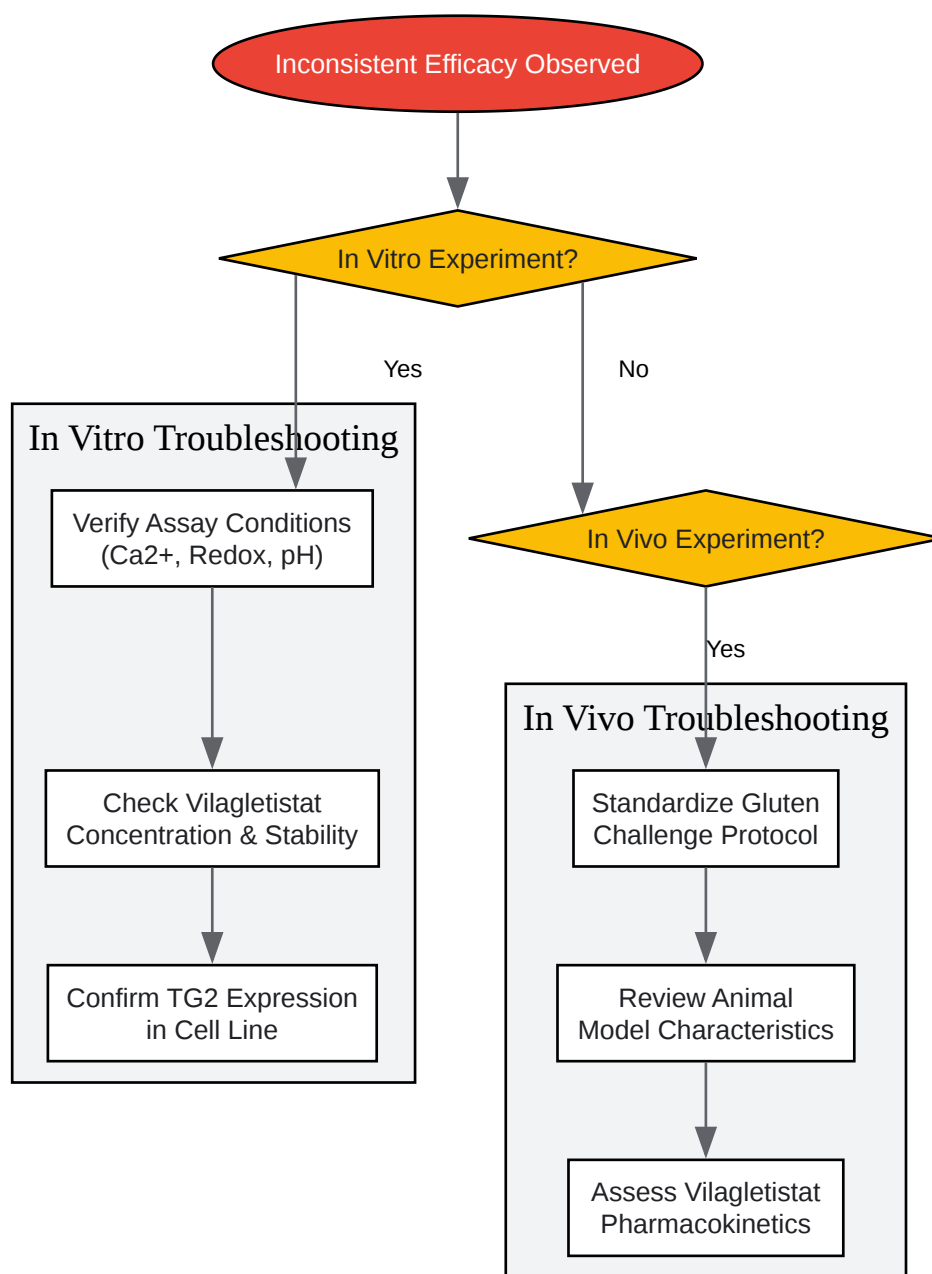 Inconsistent Efficacy Observed
In Vitro Experiment?
Yes
No
In Vitro Troubleshooting
Verify Assay Conditions
(Ca2+, Redox, pH)
Check Vilagletistat
Concentration & Stability
Confirm TG2 Expression
in Cell Line
In Vivo Experiment?
Yes
In Vivo Troubleshooting
Standardize Gluten
Challenge Protocol
Review Animal
Model Characteristics
Assess Vilagletistat
Pharmacokinetics